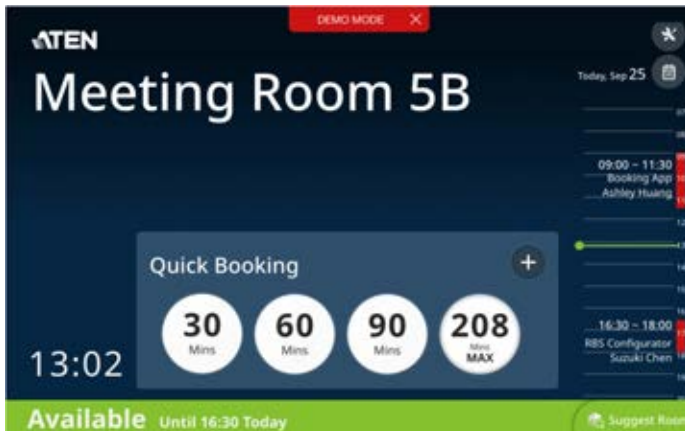 DEMO MODE
ATEN
Meeting Room 5B
Today, Sep 25
09:00 ~ 11:30
Booking App
Ashley Huang
Quick Booking
30
Mins
60
Mins
90
Mins
208
Mins
MAX
16:30 ~ 18:00
RBS Configurator
Suzuki Chen
13:02
Available Until 16:30 Today
Suggest Room